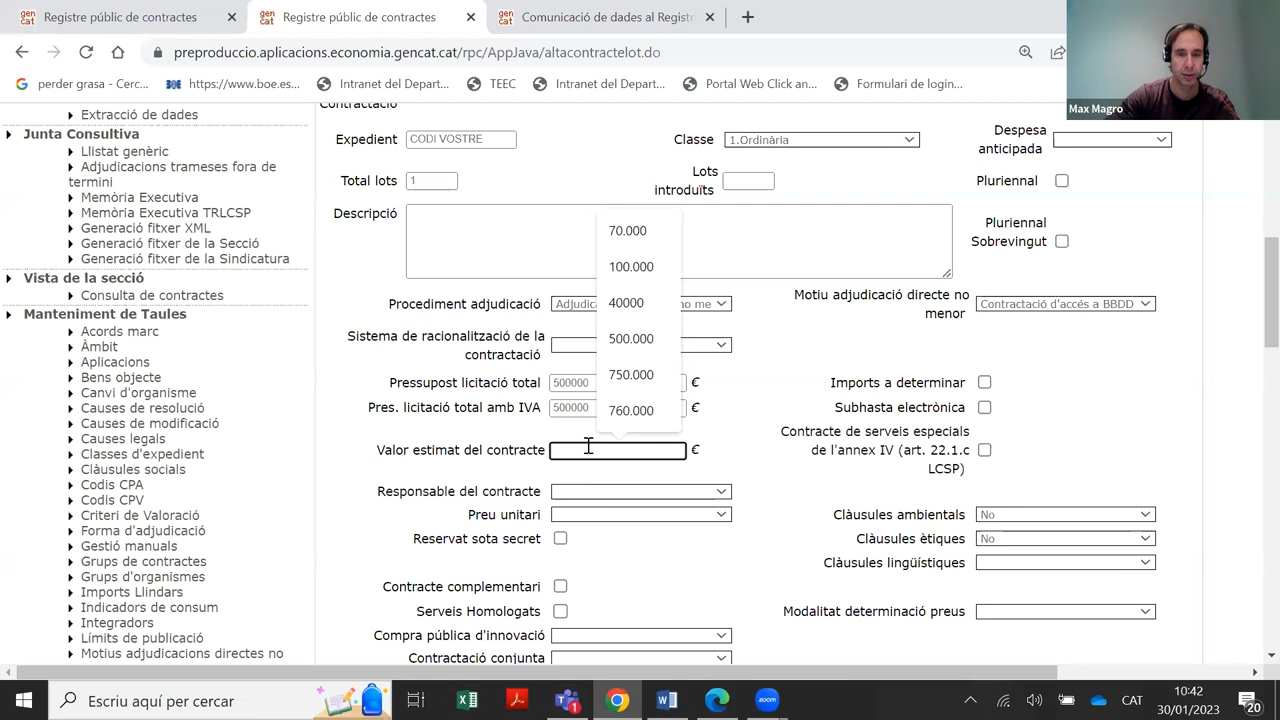 gen
cat
Registre públic de contractes
gen
cat
Registre públic de contractes
gen
cat
Comunicació de dades al Registr
preproduccio.aplicacions.economia.gencat.cat/rpc/AppJava/altacontractelot.do
perder grasa - Cerc...
https://www.boe.es...
Intranet del Depart...
TEEC
Intranet del Depart...
Portal Web Click an...
Formulari de login...
Max Magro
Extracció de dades
Junta Consultiva
Llistat genèric
Adjudicacions trameses fora de
termini
Memòria Executiva
Memòria Executiva TRLCSP
Generació fitxer XML
Generació fitxer de la Secció
Generació fitxer de la Sindicatura
Vista de la secció
Consulta de contractes
Manteniment de Taules
Acords marc
Àmbit
Aplicacions
Bens objecte
Canvi d'organisme
Causes de resolució
Causes de modificació
Causes legals
Classes d'expedient
Clàusules socials
Codis CPA
Codis CPV
Criteri de Valoració
Forma d'adjudicació
Gestió manuals
Grups de contractes
Grups d'organismes
Imports Llindars
Indicadors de consum
Integradors
Límits de publicació
Motius adjudicacions directes no
Contractació
Expedient CODI VOSTRE Classe 1.Ordinària Despesa
anticipada
Total lots 1 Lots
introduïts Pluriennal
Descripció Pluriennal
Sobrevingut
70.000
100.000
40000
500.000
750.000
760.000
Procediment adjudicació Adjudica no me Motiu adjudicació directe no
menor Contractació d'accés a BBDD
Sistema de racionalització de la
contractació
Pressupost licitació total 500000 € Imports a determinar
Pres. licitació total amb IVA 500000 € Subhasta electrònica
Valor estimat del contracte € Contracte de serveis especials
de l'annex IV (art. 22.1.c
LCSP)
Responsable del contracte
Preu unitari Clàusules ambientals No
Reservat sota secret Clàusules ètiques No
Clàusules lingüístiques
Contracte complementari
Serveis Homologats Modalitat determinació preus
Compra pública d'innovació
Contractació conjunta
Escriu aquí per cercar
1
zoom
CAT
10:42
30/01/2023
20